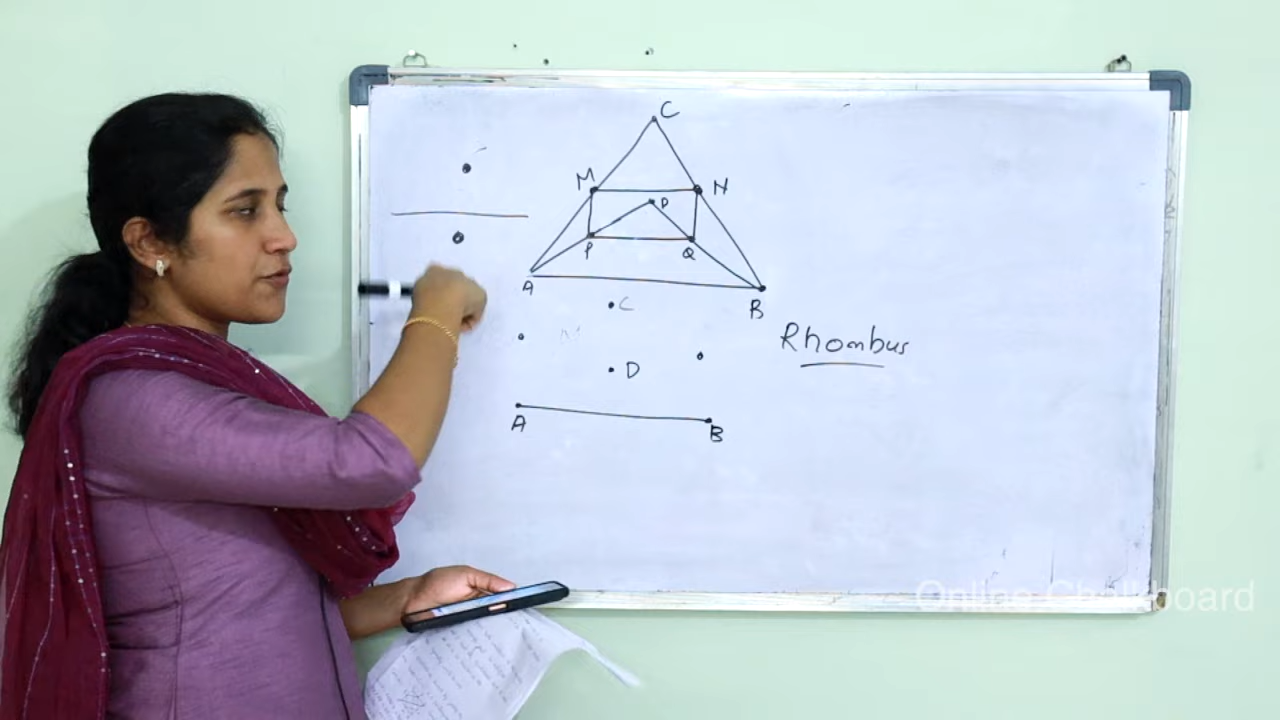 C
M N
D
P Q
A B
C
Rhombus
D
A B
Online Chalkboard